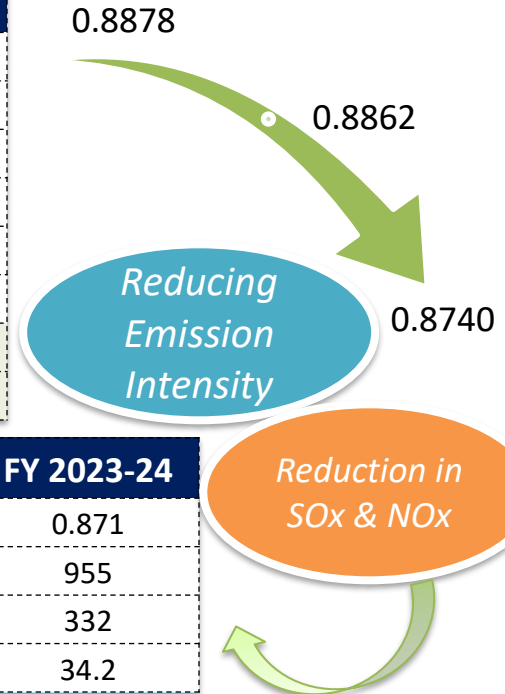 0.8878
0.8862
0.8740
Reducing
Emission
Intensity
FY 2023-24
0.871
955
332
34.2
Reduction in
SOx & NOx